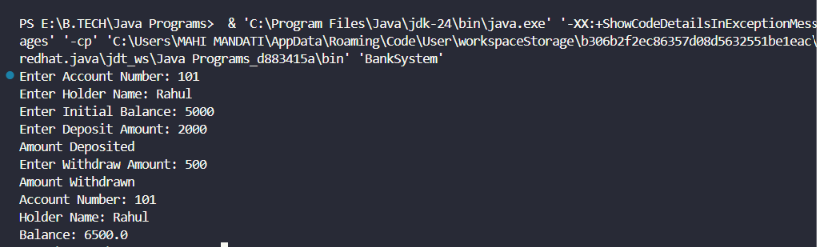 PS E:\B.TECH\Java Programs>  & 'C:\Program Files\Java\jdk-24\bin\java.exe' '-XX:+ShowCodeDetailsInExceptionMess
ages' '-cp' 'C:\Users\MAHI MANDATI\AppData\Roaming\Code\User\workspaceStorage\b306b2f2ec86357d08d5632551be1eac\
redhat.java\jdt_ws\Java Programs_d883415a\bin' 'BankSystem'
Enter Account Number: 101
Enter Holder Name: Rahul
Enter Initial Balance: 5000
Enter Deposit Amount: 2000
Amount Deposited
Enter Withdraw Amount: 500
Amount Withdrawn
Account Number: 101
Holder Name: Rahul
Balance: 6500.0